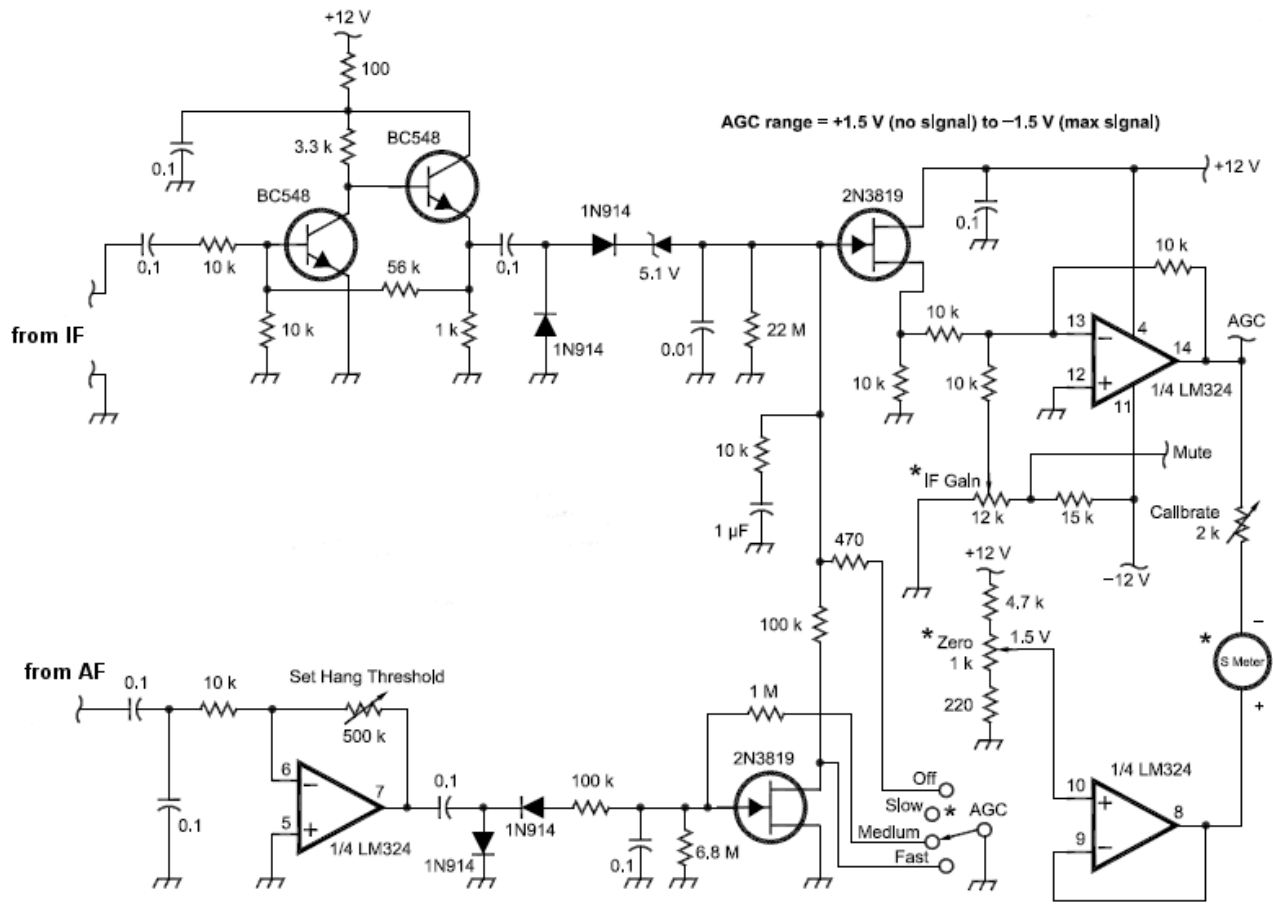 +12 V
100
AGC range = +1.5 V (no signal) to −1.5 V (max signal)
BC548
3.3 k
0.1
+12 V
BC548
1N914
2N3819
0.1
10 k
0.1
10 k
56 k
0.1
5.1 V
10 k
13
4
AGC
from IF
10 k
1 k
1N914
0.01
22 M
14
12
10 k
10 k
1/4 LM324
11
10 k
Mute
* IF Gain
12 k
15 k
Calibrate
2 k
1 µF
470
+12 V
−12 V
4.7 k
100 k
* Zero
1.5 V
1 k
−
*
S Meter
from AF
0.1
10 k
Set Hang Threshold
1 M
220
+
500 k
2N3819
Off
1/4 LM324
6
7
0.1
100 k
Slow
*
AGC
10
8
0.1
5
1N914
Medium
1/4 LM324
1N914
0.1
6.8 M
Fast
9